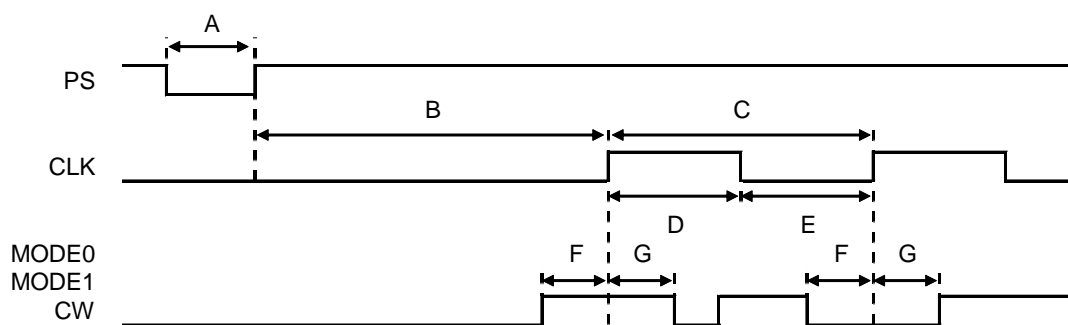 A
PS
B C
CLK
D E
MODE0 F G F G
MODE1
CW